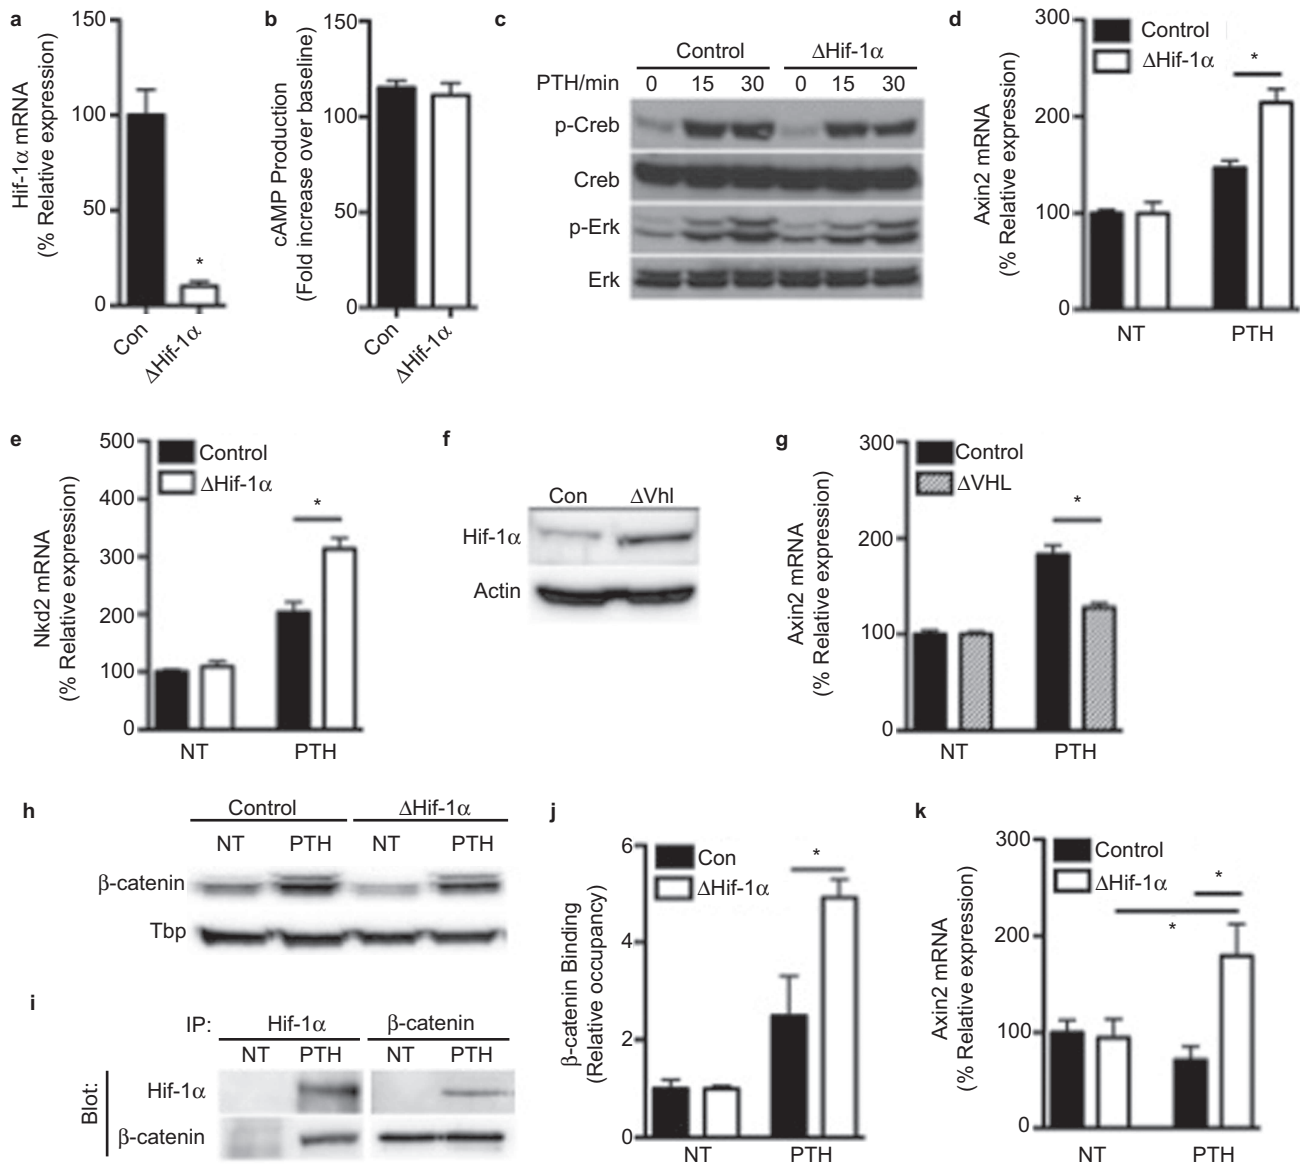 a
150
100
50
0
Hif-1α mRNA
(% Relative expression)
*
Con
ΔHif-1α
b
150
100
50
0
cAMP Production
(Fold increase over baseline)
Con
ΔHif-1α
c
Control ΔHif-1α
PTH/min 0 15 30 0 15 30
p-Creb
Creb
p-Erk
Erk
d
300
200
100
0
Axin2 mRNA
(% Relative expression)
Control
ΔHif-1α
*
NT PTH
e
500
400
300
200
100
0
Nkd2 mRNA
(% Relative expression)
Control
ΔHif-1α
*
NT PTH
f
Con ΔVhl
Hif-1α
Actin
g
300
200
100
0
Axin2 mRNA
(% Relative expression)
Control
ΔVHL
*
NT PTH
h
Control ΔHif-1α
NT PTH NT PTH
β-catenin
Tbp
i
IP: Hif-1α β-catenin
NT PTH NT PTH
Blot:
Hif-1α
β-catenin
j
6
4
2
0
β-catenin Binding
(Relative occupancy)
Con
ΔHif-1α
*
NT PTH
k
300
200
100
0
Axin2 mRNA
(% Relative expression)
Control
ΔHif-1α
*
*
NT PTH